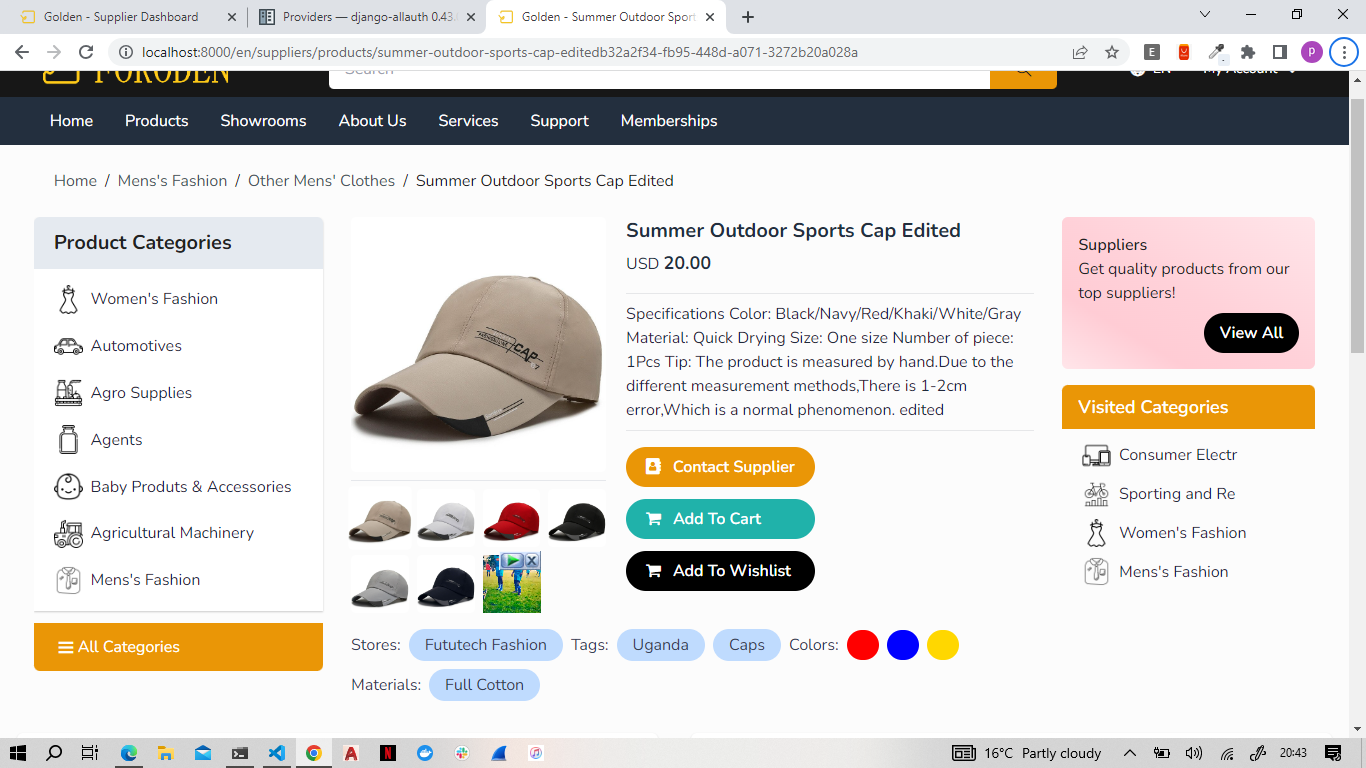 Golden - Supplier Dashboard
Providers — django-allauth 0.43.
Golden - Summer Outdoor Sport
localhost:8000/en/suppliers/products/summer-outdoor-sports-cap-editedb32a2f34-fb95-448d-a071-3272b20a028a
E
p
FORODEN
Search
EN
My Account
Home
Products
Showrooms
About Us
Services
Support
Memberships
Home / Mens's Fashion / Other Mens' Clothes / Summer Outdoor Sports Cap Edited
Product Categories
Women's Fashion
Automotives
Agro Supplies
Agents
Baby Produts & Accessories
Agricultural Machinery
Mens's Fashion
All Categories
CAP
Summer Outdoor Sports Cap Edited
USD 20.00
Specifications Color: Black/Navy/Red/Khaki/White/Gray
Material: Quick Drying Size: One size Number of piece:
1Pcs Tip: The product is measured by hand.Due to the
different measurement methods,There is 1-2cm
error,Which is a normal phenomenon. edited
Contact Supplier
Add To Cart
Add To Wishlist
Stores: Fututech Fashion Tags: Uganda Caps Colors:
Materials: Full Cotton
Suppliers
Get quality products from our
top suppliers!
View All
Visited Categories
Consumer Electr
Sporting and Re
Women's Fashion
Mens's Fashion
16°C Partly cloudy
20:43